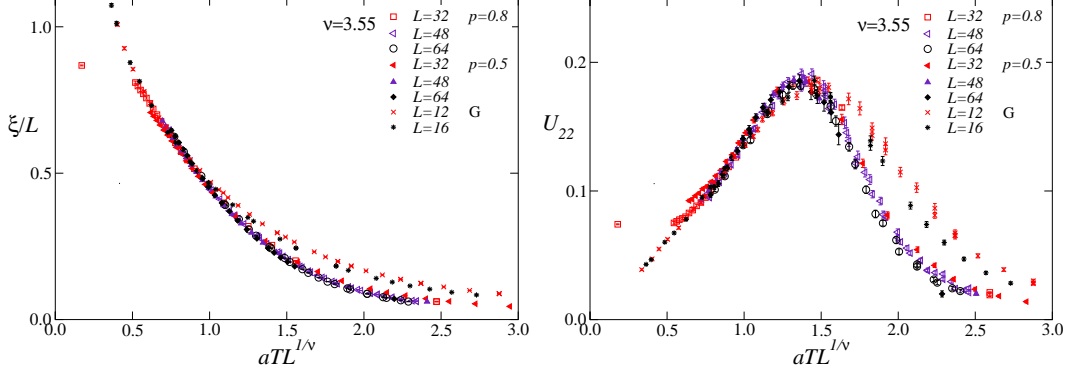 1.0
0.5
0.0
ξ/L
ν=3.55
L=32 p=0.8
L=48
L=64
L=32 p=0.5
L=48
L=64
L=12 G
L=16
0.0 0.5 1.0 1.5 2.0 2.5 3.0
aTL^{1/ν}
0.2
0.1
0.0
U_{22}
ν=3.55
L=32 p=0.8
L=48
L=64
L=32 p=0.5
L=48
L=64
L=12 G
L=16
0.0 0.5 1.0 1.5 2.0 2.5 3.0
aTL^{1/ν}